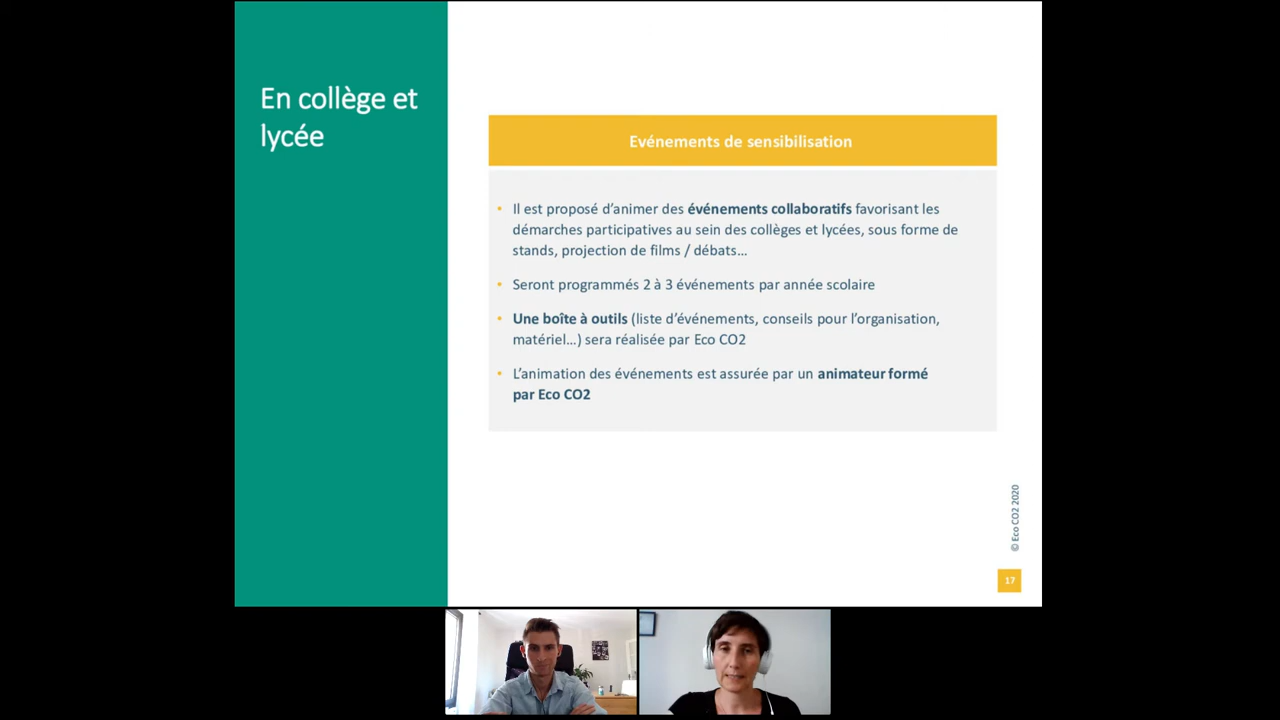 En collège et
lycée
Evénements de sensibilisation
• Il est proposé d’animer des événements collaboratifs favorisant les
démarches participatives au sein des collèges et lycées, sous forme de
stands, projection de films / débats…
• Seront programmés 2 à 3 événements par année scolaire
• Une boîte à outils (liste d’événements, conseils pour l’organisation,
matériel…) sera réalisée par Eco CO2
• L’animation des événements est assurée par un animateur formé
par Eco CO2
© Eco CO2 2020
17